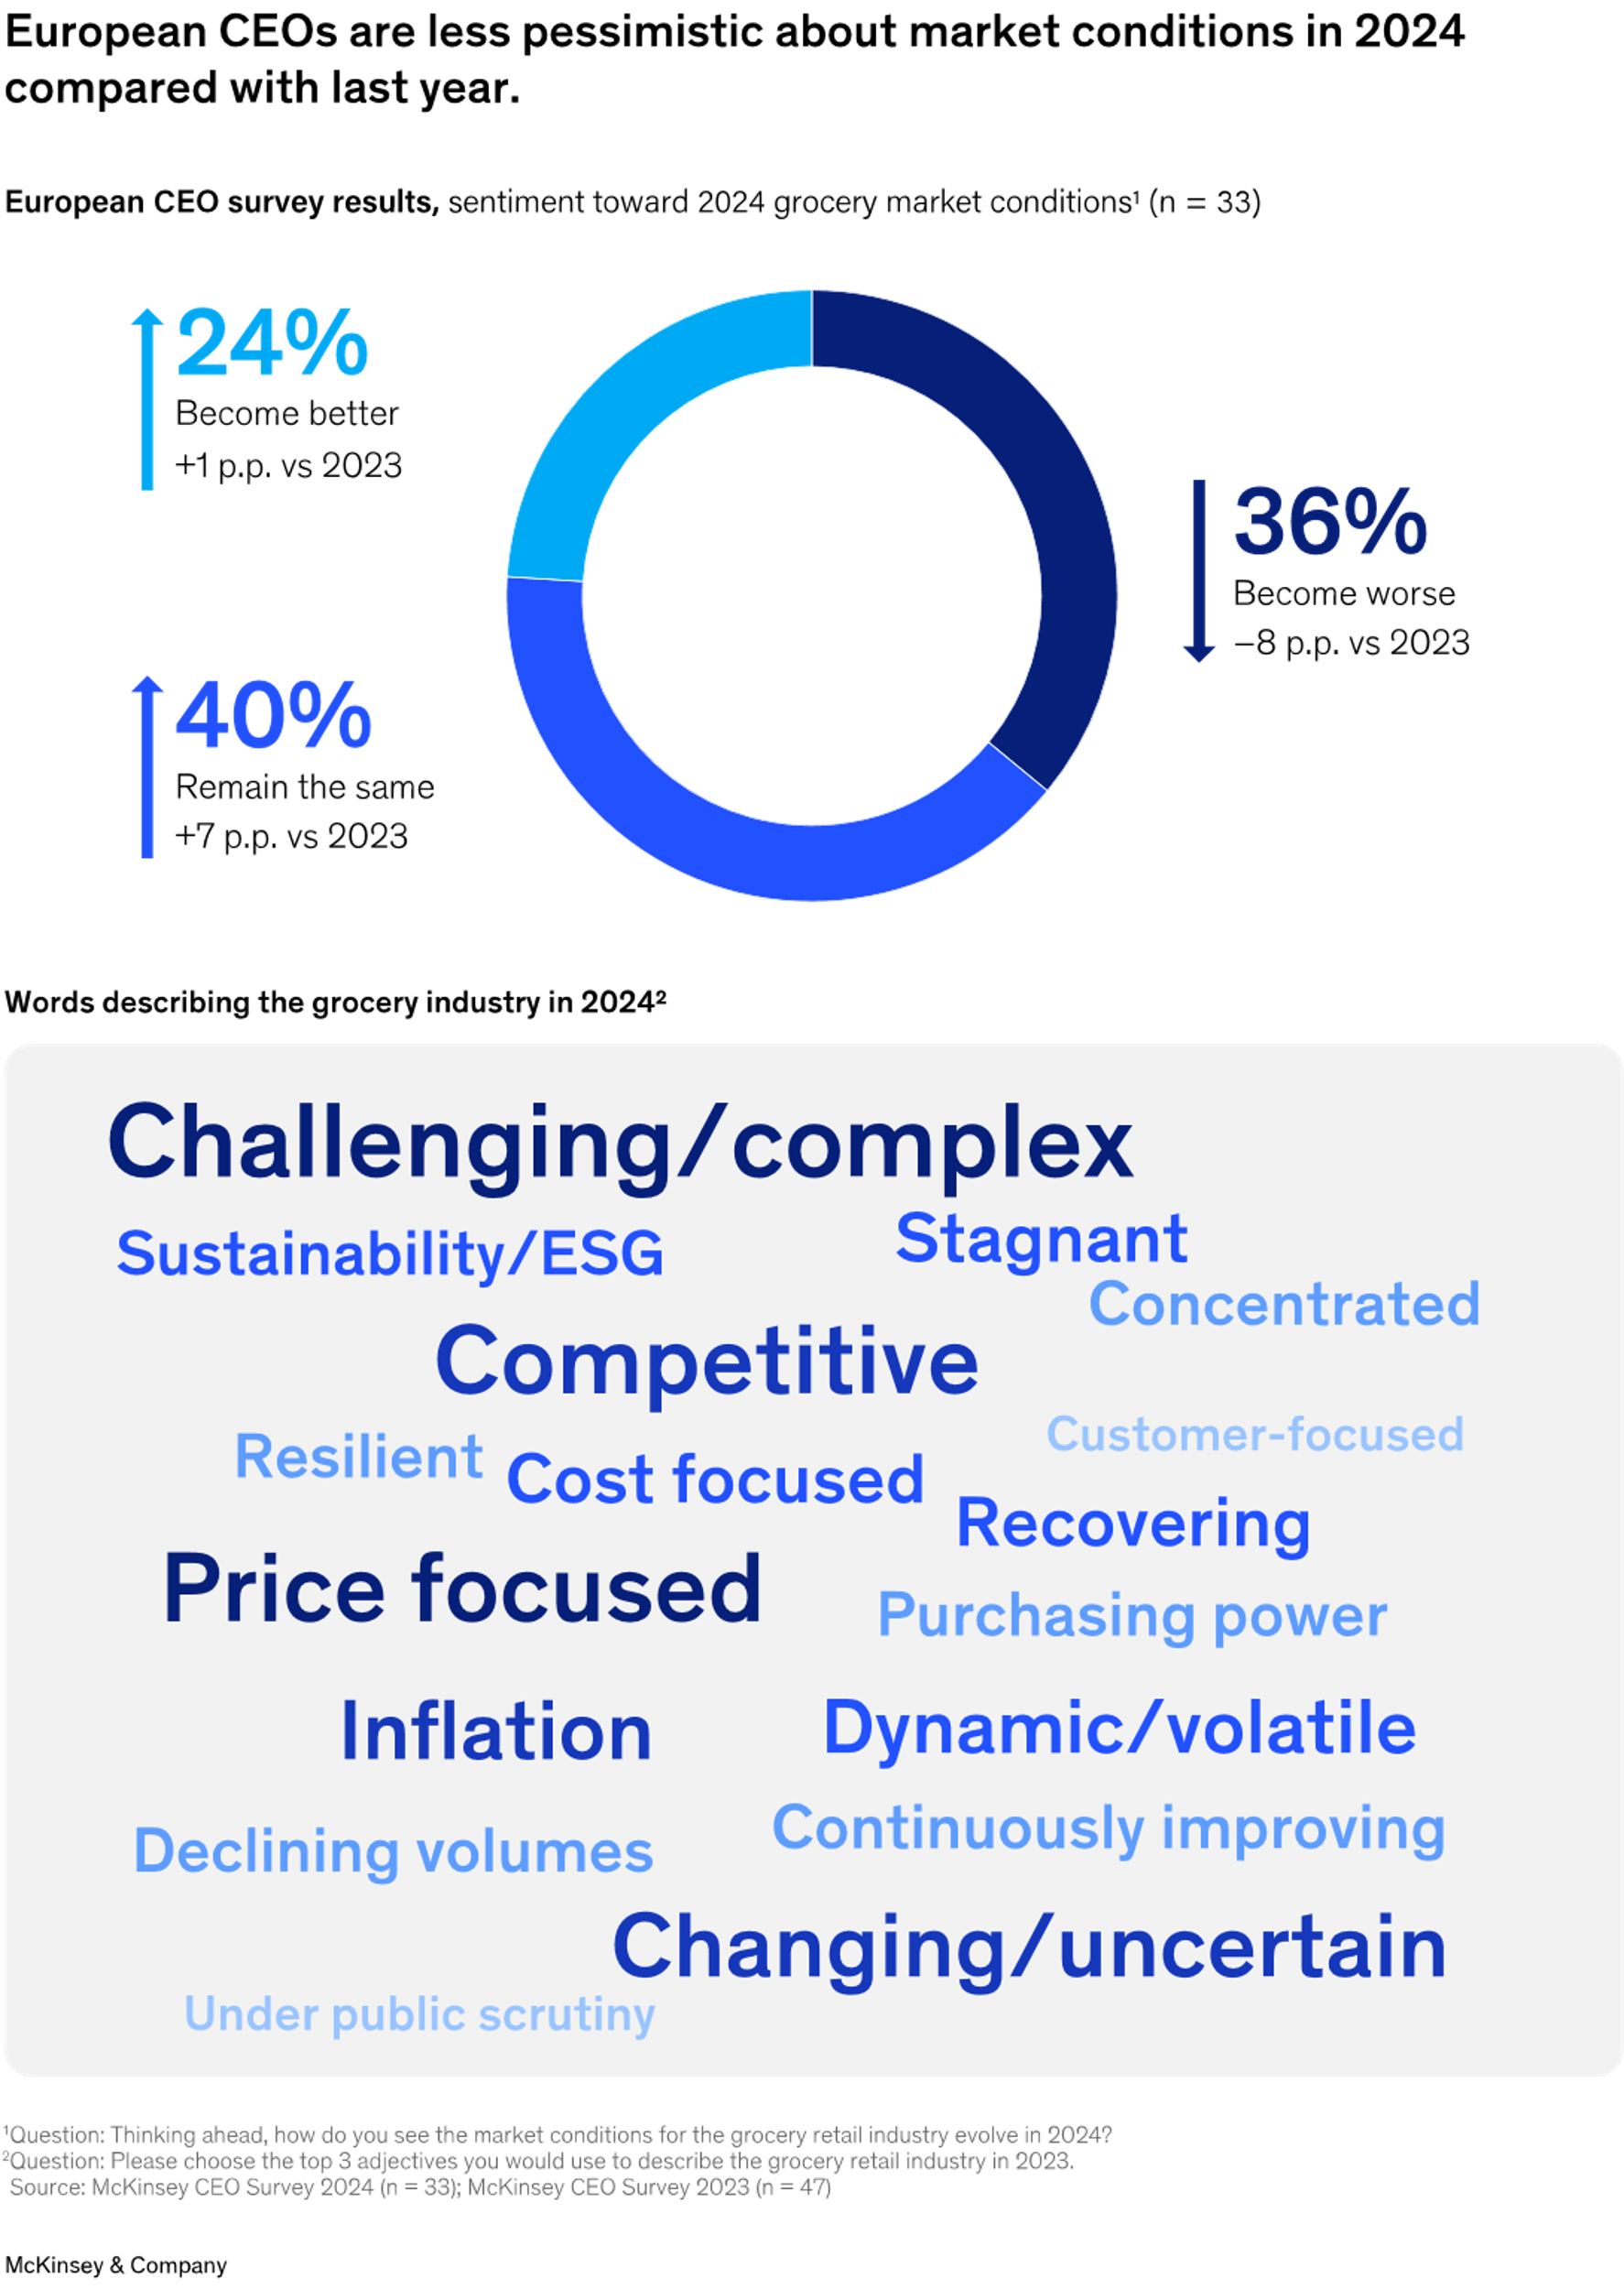 European CEOs are less pessimistic about market conditions in 2024
compared with last year.
European CEO survey results, sentiment toward 2024 grocery market conditions¹ (n = 33)
24%
Become better
+1 p.p. vs 2023
36%
Become worse
–8 p.p. vs 2023
40%
Remain the same
+7 p.p. vs 2023
Words describing the grocery industry in 2024²
Challenging/complex
Sustainability/ESG
Stagnant
Concentrated
Competitive
Customer-focused
Resilient
Cost focused
Recovering
Price focused
Purchasing power
Inflation
Dynamic/volatile
Declining volumes
Continuously improving
Changing/uncertain
Under public scrutiny
¹Question: Thinking ahead, how do you see the market conditions for the grocery retail industry evolve in 2024?
²Question: Please choose the top 3 adjectives you would use to describe the grocery retail industry in 2023.
Source: McKinsey CEO Survey 2024 (n = 33); McKinsey CEO Survey 2023 (n = 47)
McKinsey & Company